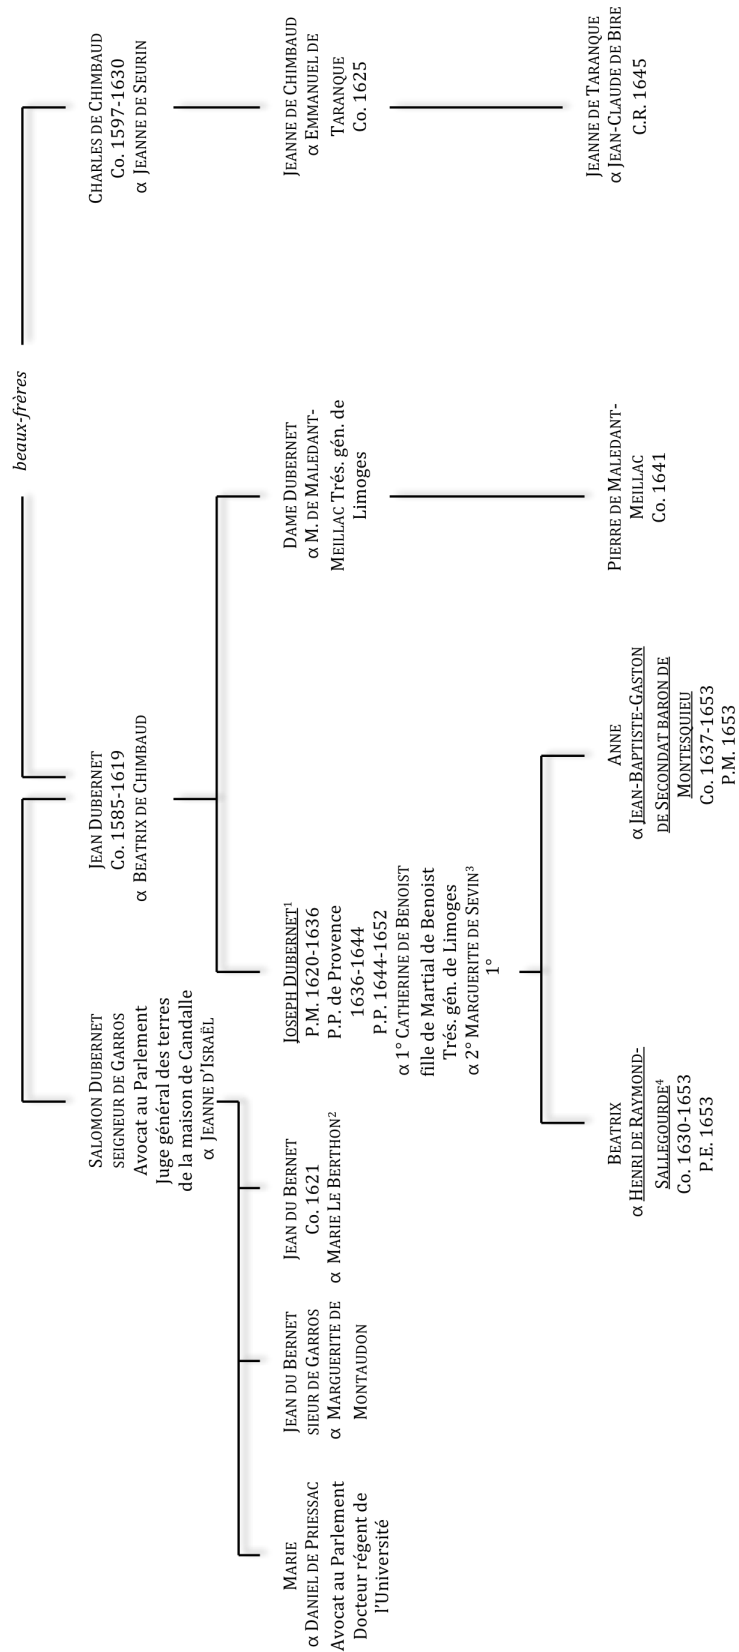 beaux-frères
SALOMON DUBERNET
SEIGNEUR DE GARROS
Avocat au Parlement
Juge général des terres
de la maison de Candalle
α JEANNE D'ISRAËL
JEAN DUBERNET
Co. 1585-1619
α BEATRIX DE CHIMBAUD
CHARLES DE CHIMBAUD
Co. 1597-1630
α JEANNE DE SEURIN
MARIE
α DANIEL DE PRIESSAC
Avocat au Parlement
Docteur régent de
l'Université
JEAN DU BERNET
SIEUR DE GARROS
α MARGUERITE DE
MONTAUDON
JEAN DU BERNET
Co. 1621
α MARIE LE BERTHON²
JOSEPH DUBERNET¹
P.M. 1620-1636
P.P. de Provence
1636-1644
P.P. 1644-1652
α 1° CATHERINE DE BENOIST
fille de Martial de Benoist
Trés. gén. de Limoges
α 2° MARGUERITE DE SEVIN³
1°
DAME DUBERNET
α M. DE MALEDANT-
MEILLAC Trés. gén. de
Limoges
JEANNE DE CHIMBAUD
α EMMANUEL DE
TARANQUE
Co. 1625
BEATRIX
α HENRI DE RAYMOND-
SALLEGOURDE⁴
Co. 1630-1653
P.E. 1653
ANNE
α JEAN-BAPTISTE-GASTON
DE SECONDAT BARON DE
MONTESQUIEU
Co. 1637-1653
P.M. 1653
PIERRE DE MALEDANT-
MEILLAC
Co. 1641
JEANNE DE TARANQUE
α JEAN-CLAUDE DE BIRE
C.R. 1645